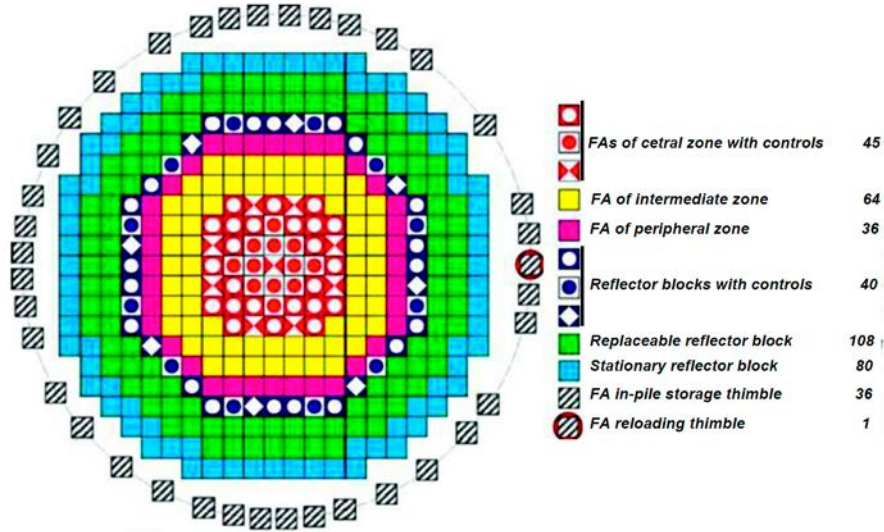 FAs of cetral zone with controls 45
FA of intermediate zone 64
FA of peripheral zone 36
Reflector blocks with controls 40
Replaceable reflector block 108
Stationary reflector block 80
FA in-pile storage thimble 36
FA reloading thimble 1